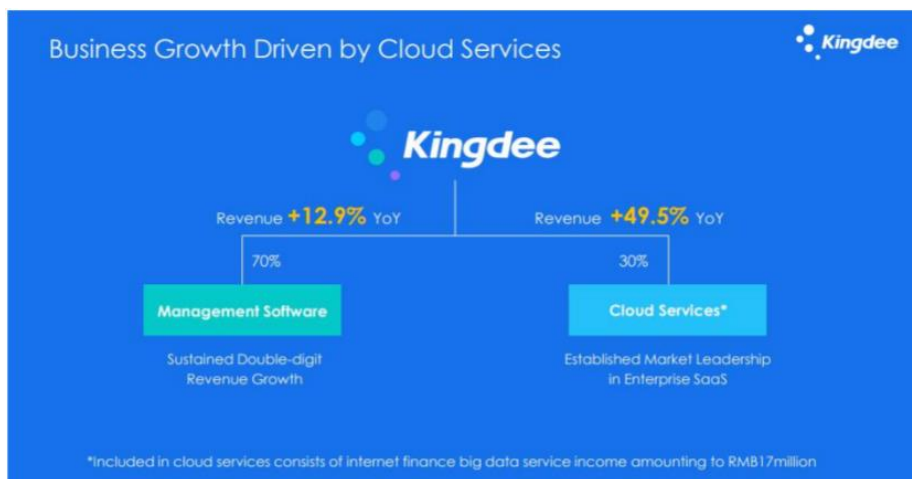 Business Growth Driven by Cloud Services
Kingdee
Kingdee
Revenue +12.9% YoY
Revenue +49.5% YoY
70%
30%
Management Software
Cloud Services*
Sustained Double-digit
Revenue Growth
Established Market Leadership
in Enterprise SaaS
*Included in cloud services consists of internet finance big data service income amounting to RMB17million